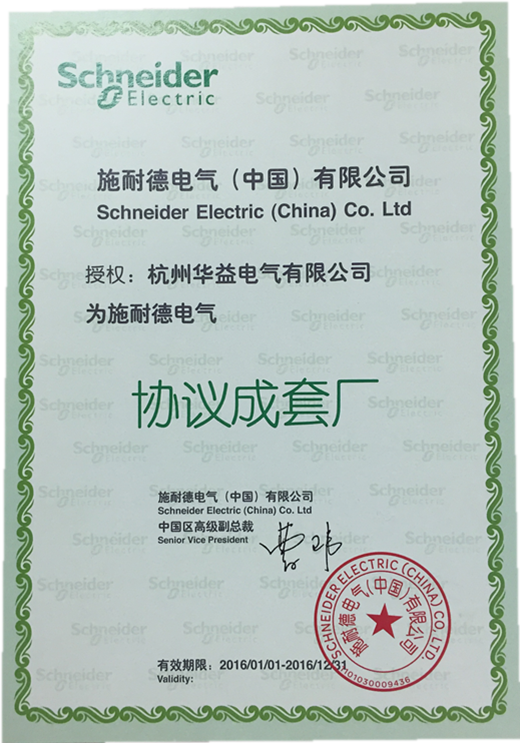 Schneider
Electric
施耐德电气（中国）有限公司
Schneider Electric (China) Co. Ltd
授权：杭州华益电气有限公司
为施耐德电气
协议成套厂
施耐德电气（中国）有限公司
Schneider Electric (China) Co. Ltd
中国区高级副总裁
Senior Vice President
有效期限：2016/01/01-2016/12/31
Validity:
SCHNEIDER ELECTRIC (CHINA) CO., LTD.
施耐德电气(中国)有限公司